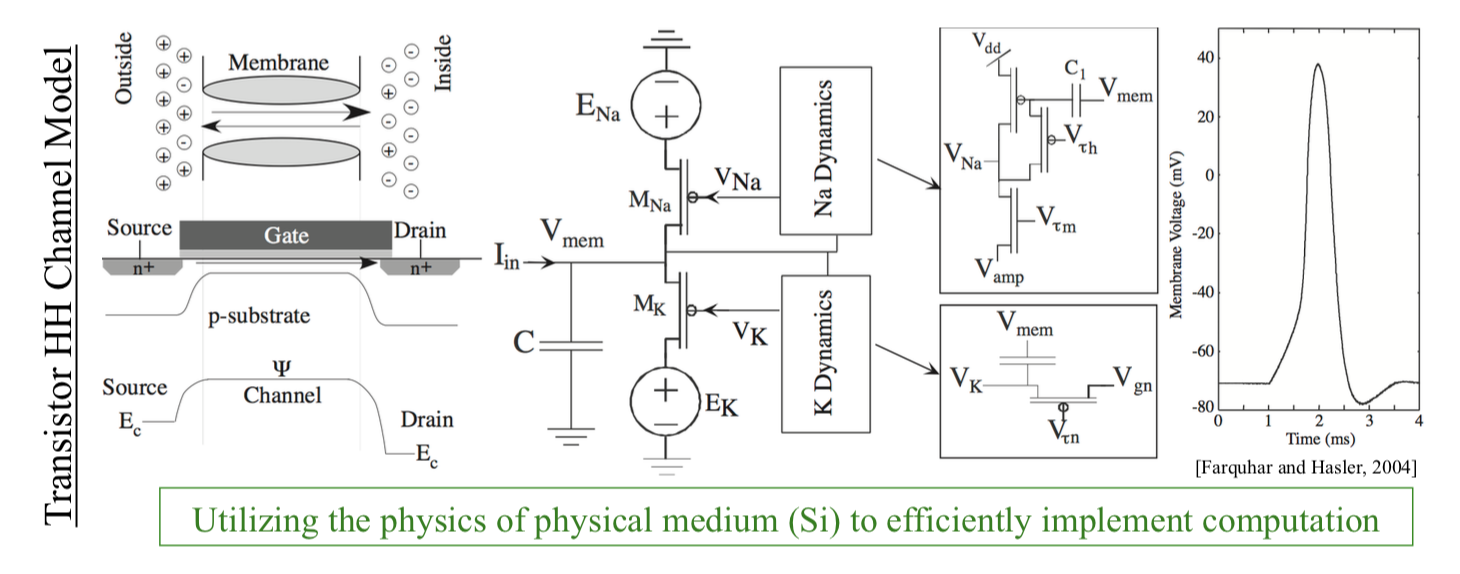 Transistor HH Channel Model
Outside
Membrane
Inside
Source
Gate
Drain
n+
n+
p-substrate
Ψ
Source
Channel
Ec
Drain
Ec
ENa
MNa
VNa
Na Dynamics
Vmem
Iin
MK
VK
C
K Dynamics
EK
Vdd
C1
Vmem
Vτh
VNa
Vτm
Vamp
Vmem
VK
Vgn
Vτn
Membrane Voltage (mV)
40
20
0
-20
-40
-60
-80
0 1 2 3 4
Time (ms)
[Farquhar and Hasler, 2004]
Utilizing the physics of physical medium (Si) to efficiently implement computation